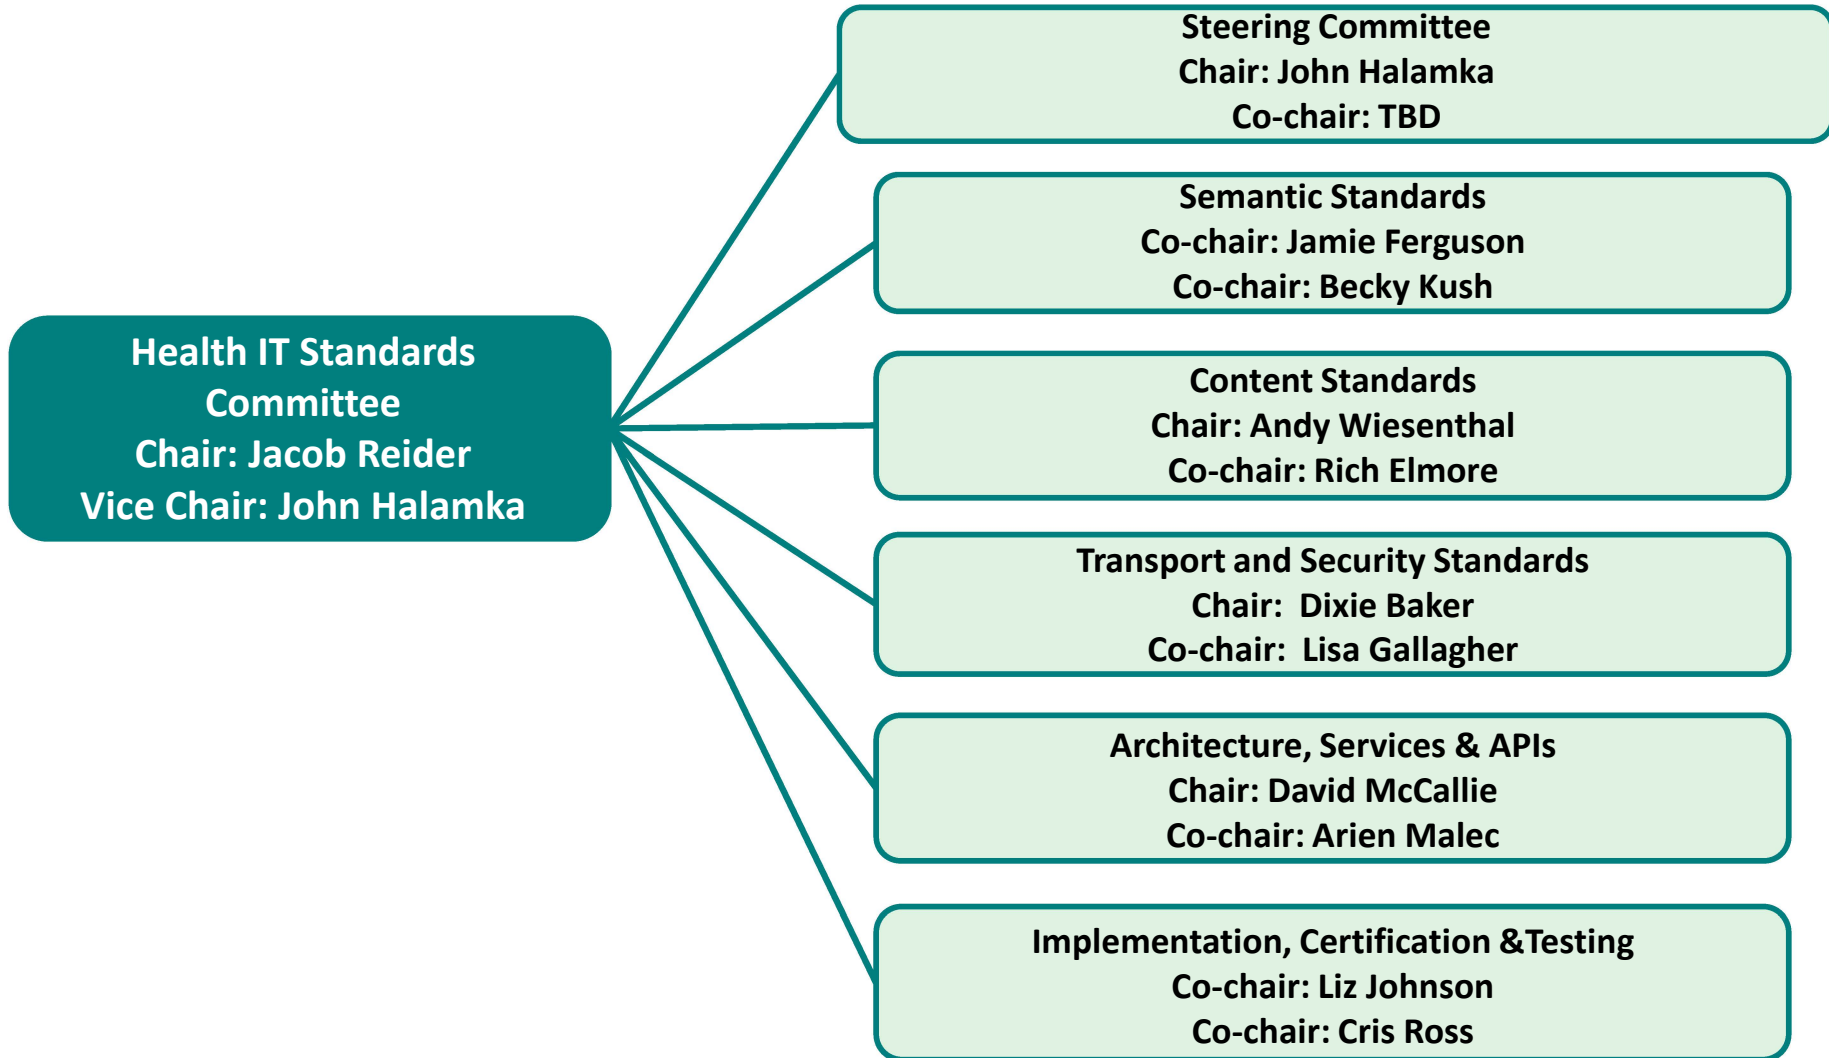 Health IT Standards
Committee
Chair: Jacob Reider
Vice Chair: John Halamka
Steering Committee
Chair: John Halamka
Co-chair: TBD
Semantic Standards
Co-chair: Jamie Ferguson
Co-chair: Becky Kush
Content Standards
Chair: Andy Wiesenthal
Co-chair: Rich Elmore
Transport and Security Standards
Chair:  Dixie Baker
Co-chair:  Lisa Gallagher
Architecture, Services & APIs
Chair: David McCallie
Co-chair: Arien Malec
Implementation, Certification &Testing
Co-chair: Liz Johnson
Co-chair: Cris Ross